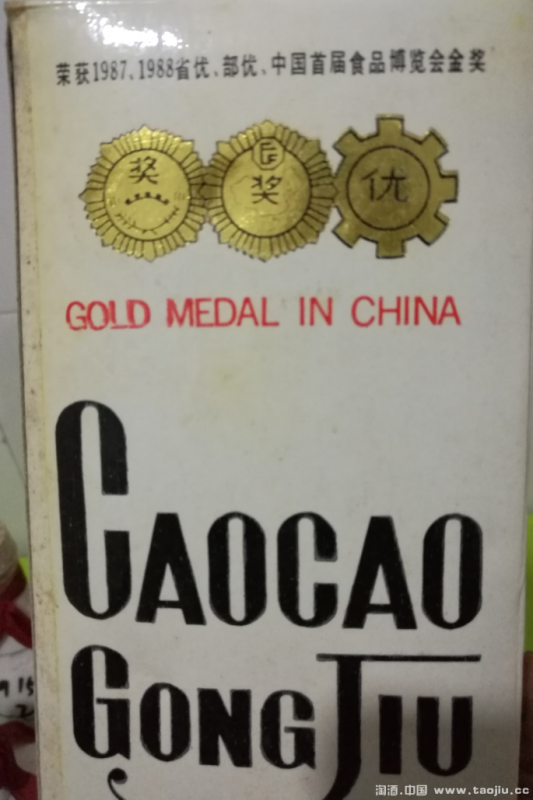 荣获1987、1988省优、部优、中国首届食品博览会金奖
奖 奖 优
GOLD MEDAL IN CHINA
CAOCAO
GONGJIU
淘酒.中国 www.taojiu.cc